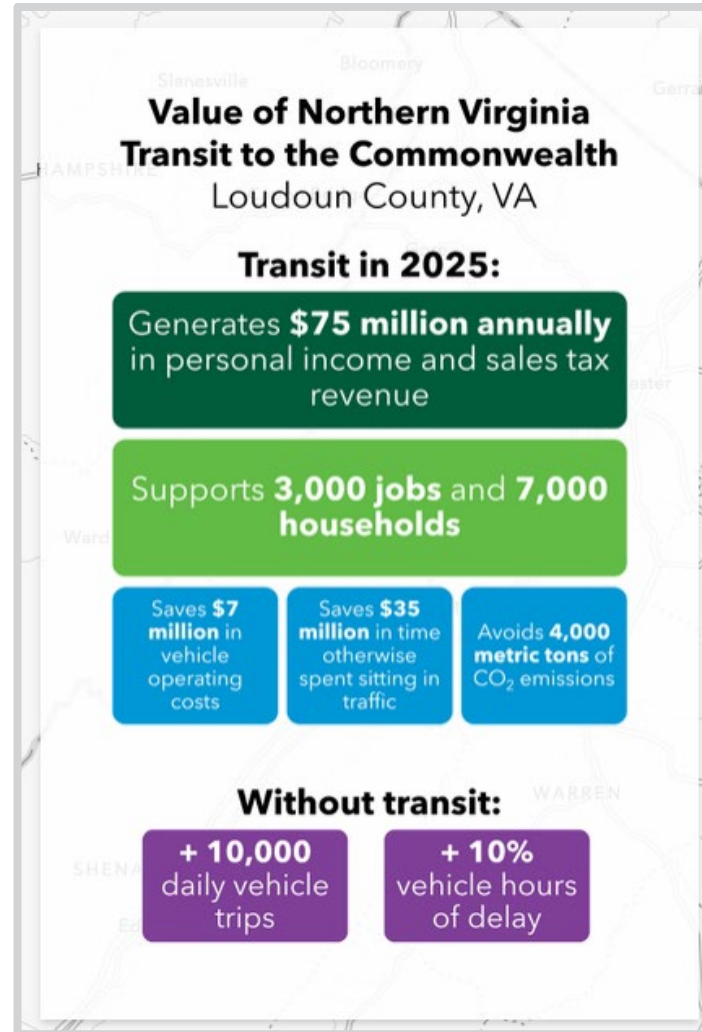 Bloomery
Slanesville
Value of Northern Virginia
Transit to the Commonwealth
HAMPSHIRE
Loudoun County, VA
Transit in 2025:
Generates $75 million annually
in personal income and sales tax
revenue
Supports 3,000 jobs and 7,000
households
Ward
Saves $7
million in
vehicle
operating
costs
Saves $35
million in time
otherwise
spent sitting in
traffic
Avoids 4,000
metric tons of
CO₂ emissions
Without transit:
WARREN
+ 10,000
daily vehicle
trips
+ 10%
vehicle hours
of delay